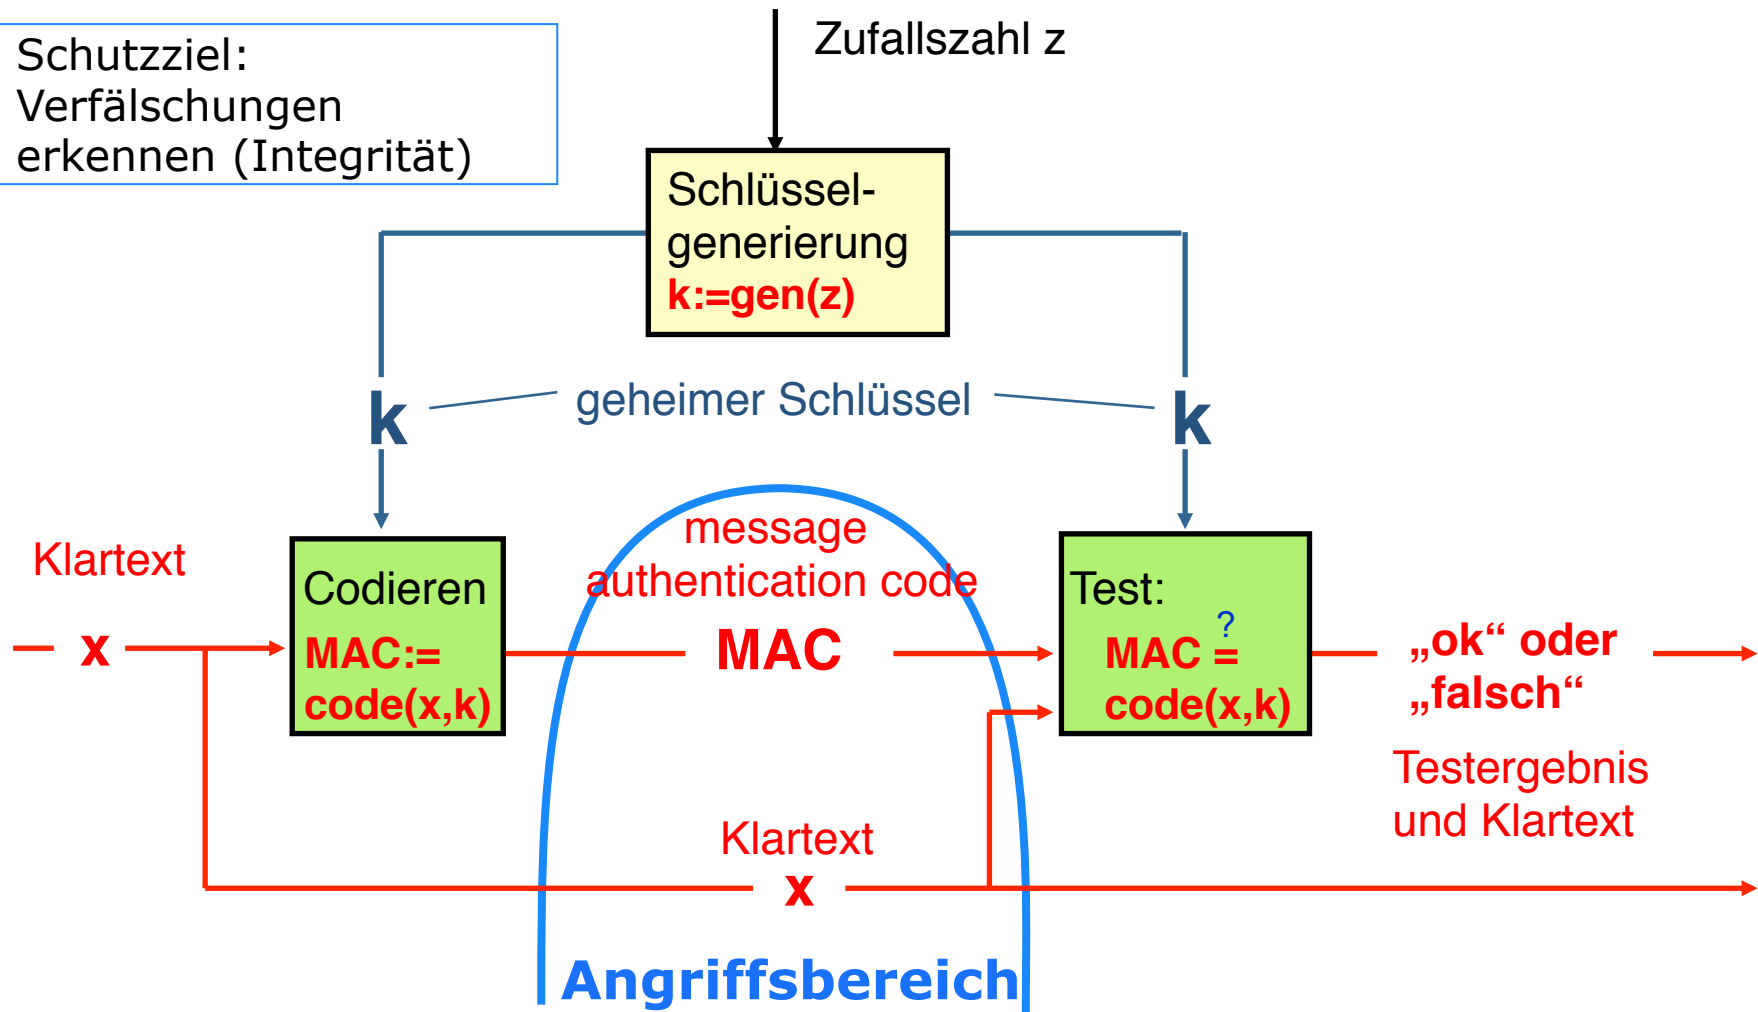 Schutzziel:
Verfälschungen
erkennen (Integrität)
Zufallszahl z
Schlüssel-
generierung
k:=gen(z)
k
geheimer Schlüssel
k
Klartext
x
Codieren
MAC:=
code(x,k)
message
authentication code
MAC
Test:
?
MAC =
code(x,k)
„ok“ oder
„falsch“
Testergebnis
und Klartext
Klartext
x
Angriffsbereich